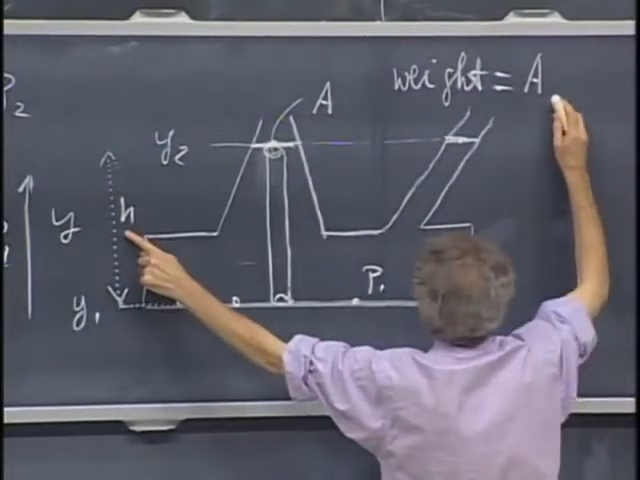 P₂
weight = A
A
y₂
h
y
y₁
P₁